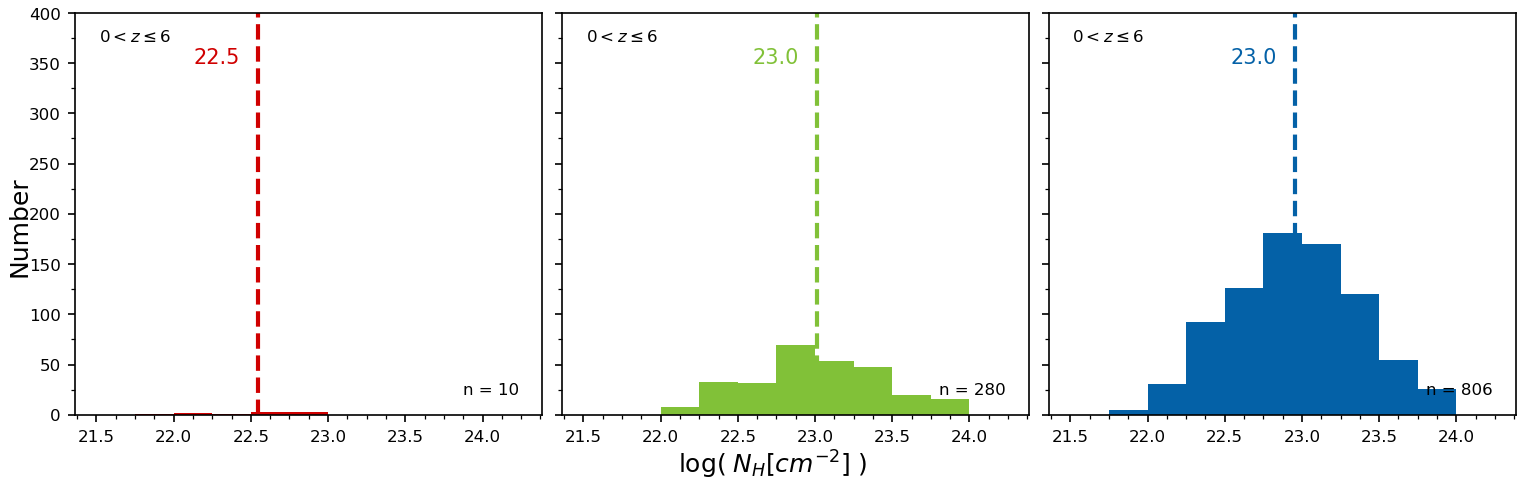 Number
400
350
300
250
200
150
100
50
0
0 < z ≤ 6
22.5
n = 10
21.5 22.0 22.5 23.0 23.5 24.0
0 < z ≤ 6
23.0
n = 280
21.5 22.0 22.5 23.0 23.5 24.0
0 < z ≤ 6
23.0
n = 806
21.5 22.0 22.5 23.0 23.5 24.0
log( N_H[cm⁻²] )